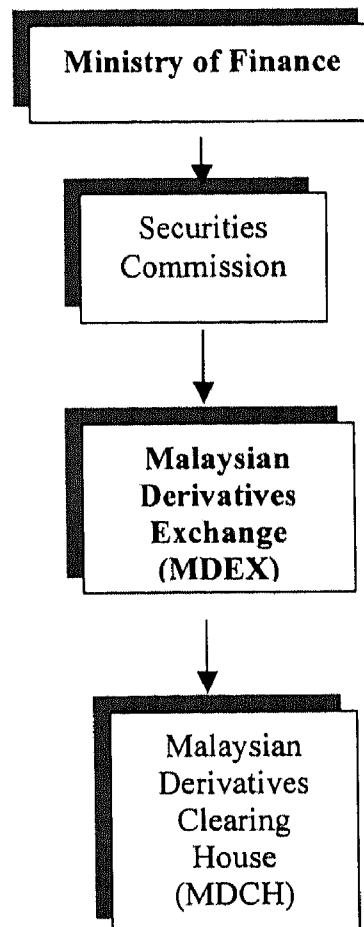 Ministry of Finance
Securities
Commission
Malaysian
Derivatives
Exchange
(MDEX)
Malaysian
Derivatives
Clearing
House
(MDCH)